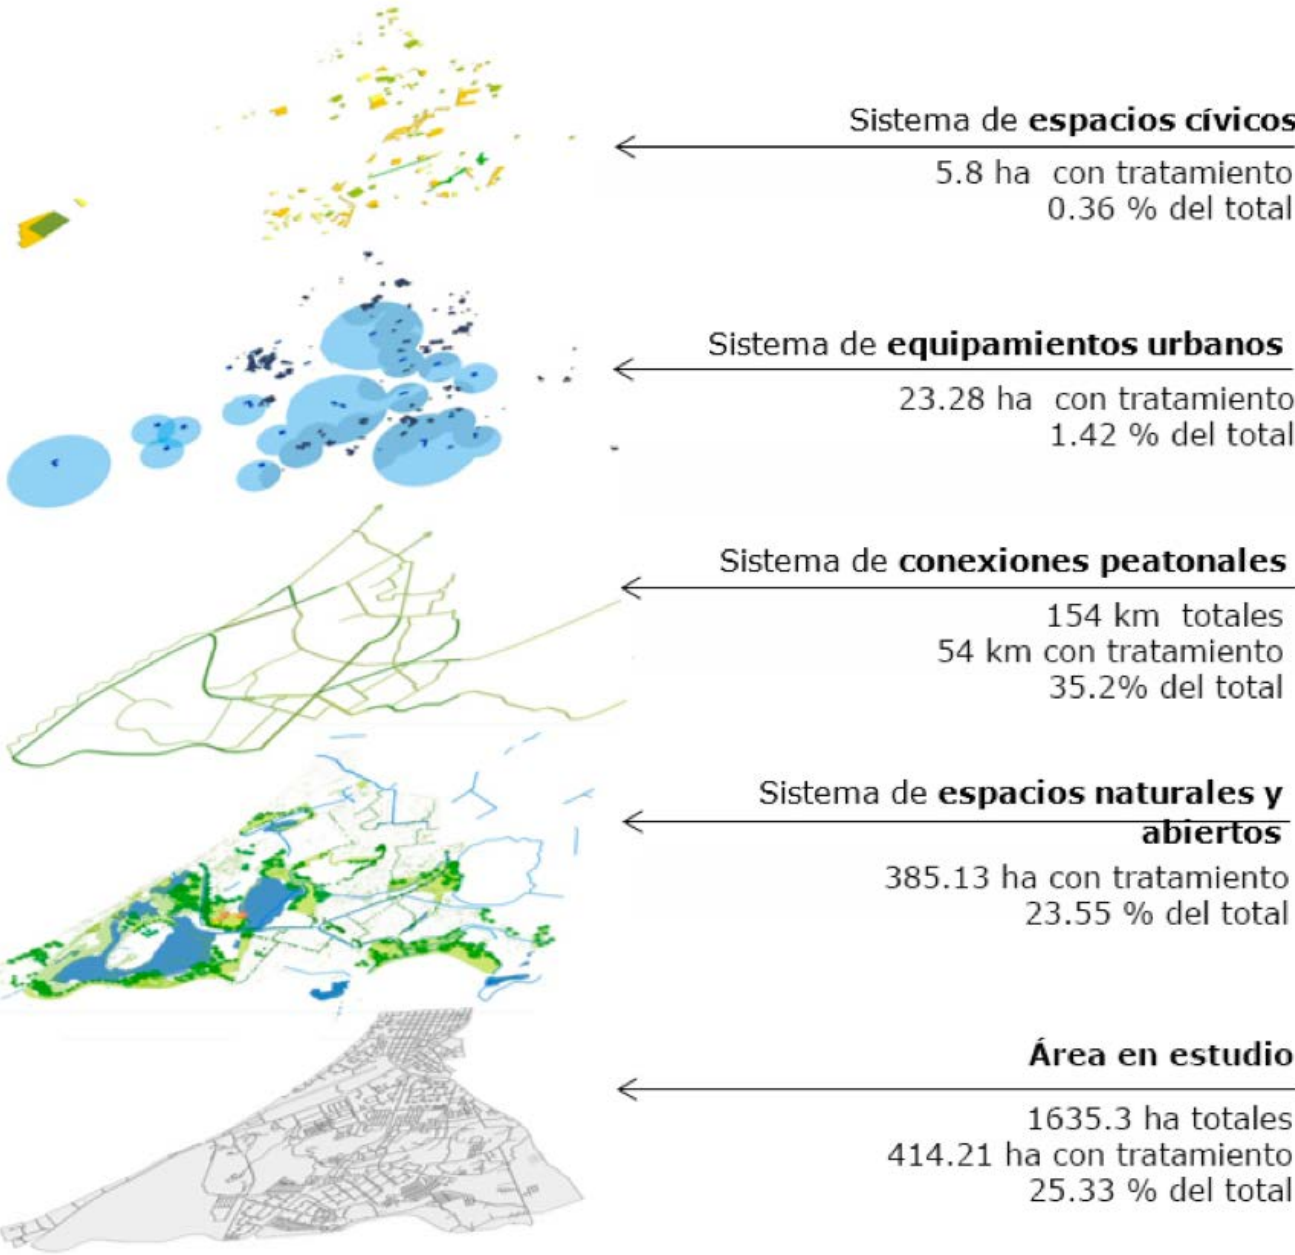 Sistema de espacios cívicos
5.8 ha con tratamiento
0.36 % del total
Sistema de equipamientos urbanos
23.28 ha con tratamiento
1.42 % del total
Sistema de conexiones peatonales
154 km totales
54 km con tratamiento
35.2% del total
Sistema de espacios naturales y
abiertos
385.13 ha con tratamiento
23.55 % del total
Área en estudio
1635.3 ha totales
414.21 ha con tratamiento
25.33 % del total